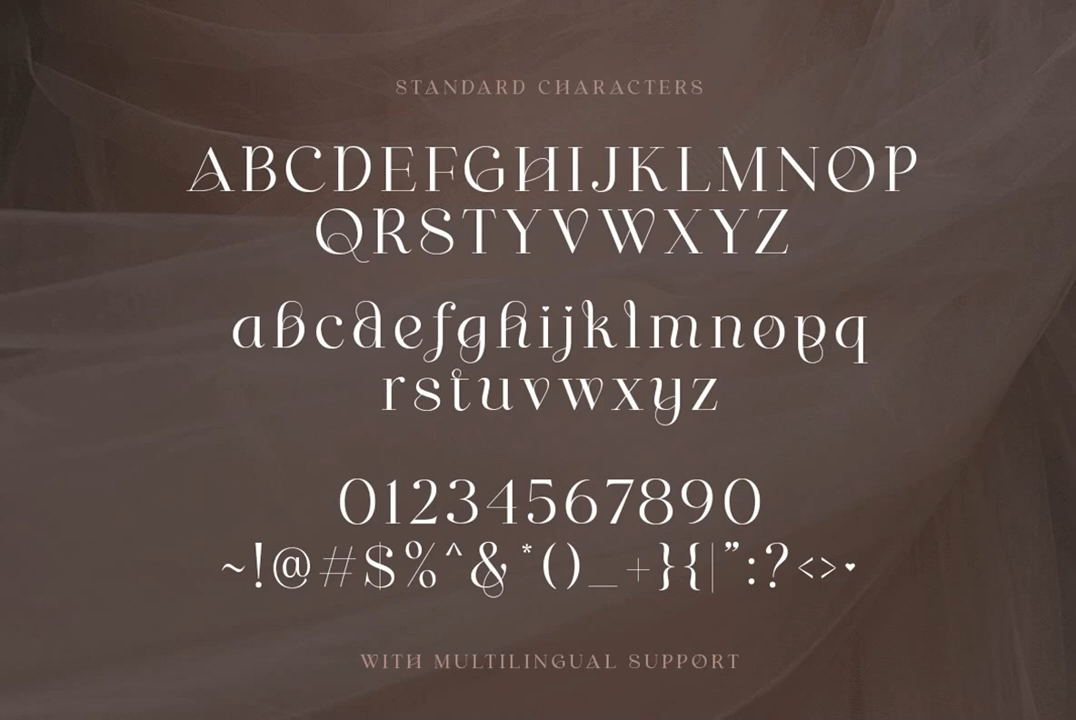 STANDARD CHARACTERS
ABCDEFGHIJKLMNOP
QRSTYVWXYZ
abcdefghijklmnopq
rstuvwxyz
01234567890
~!@#$%^&*()_+}{|”:?<>♥
WITH MULTILINGUAL SUPPORT